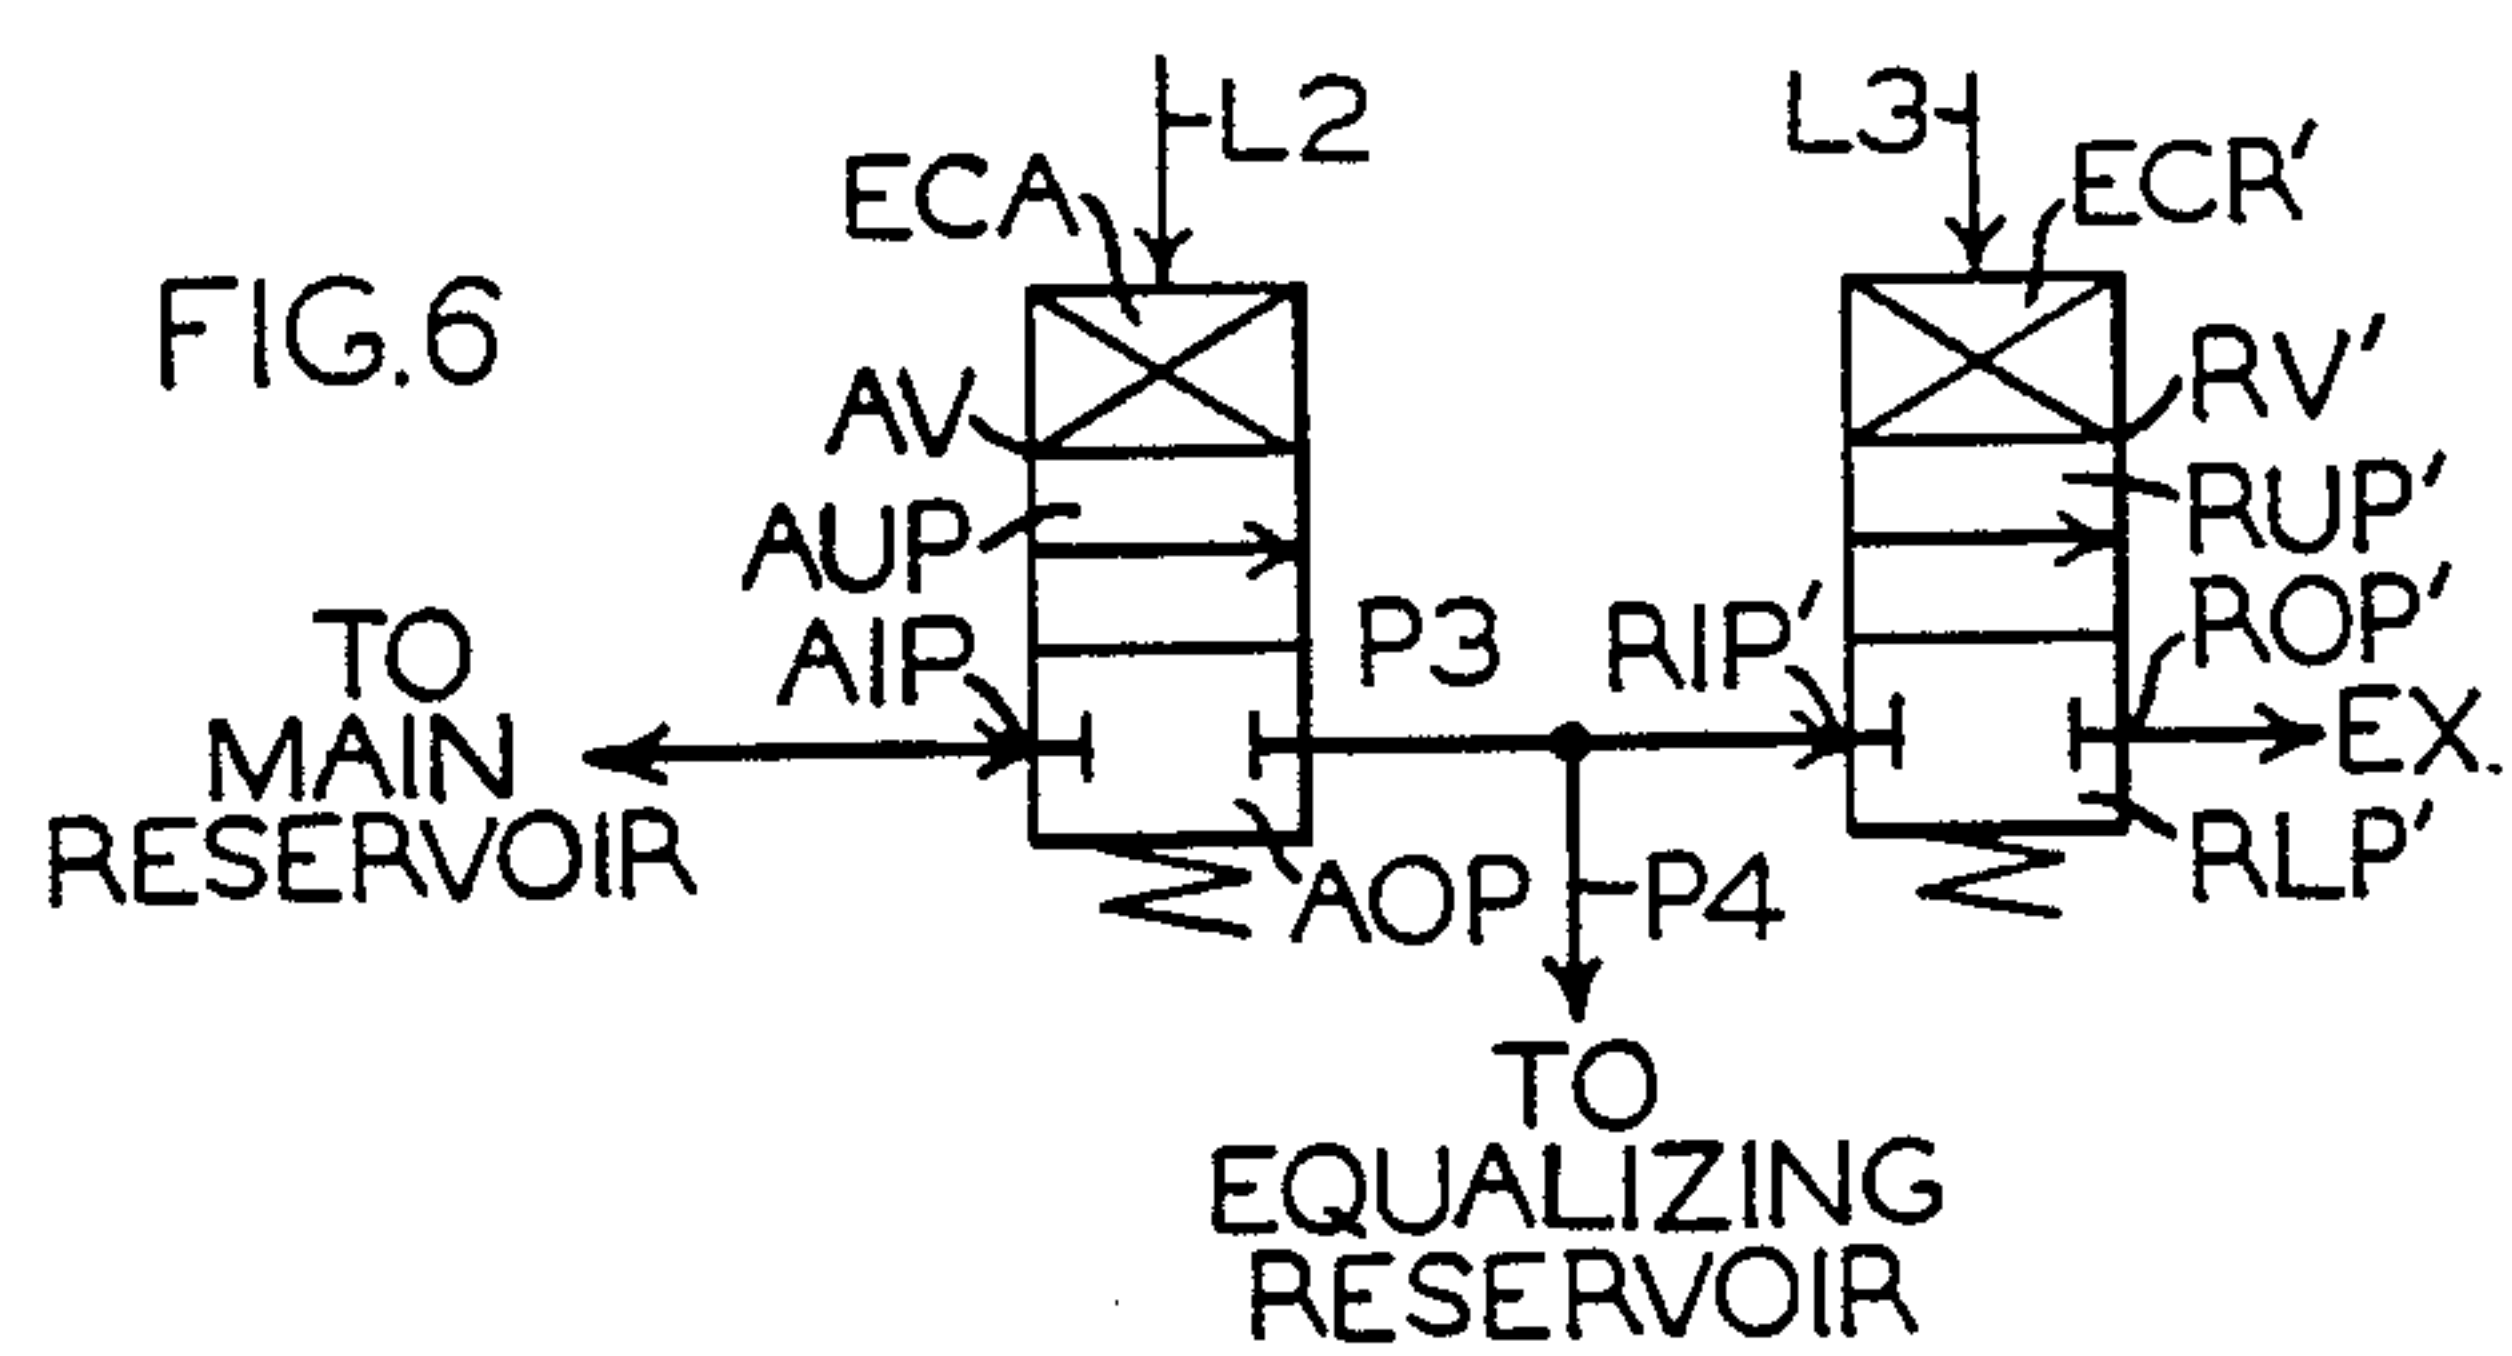 FIG.6
L2
L3
ECA
ECR'
AV
RV'
AUP
RUP'
AIP
P3
RIP'
ROP'
TO
MAIN
RESERVOIR
EX.
AOP
P4
RLP'
TO
EQUALIZING
RESERVOIR